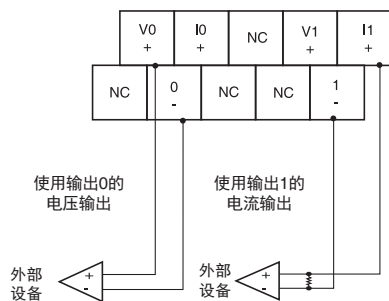 V0 I0 NC V1 I1
+ + + +
NC 0 NC NC 1
- -
使用输出0的
电压输出
使用输出1的
电流输出
外部
设备
+
-
外部
设备
+
-